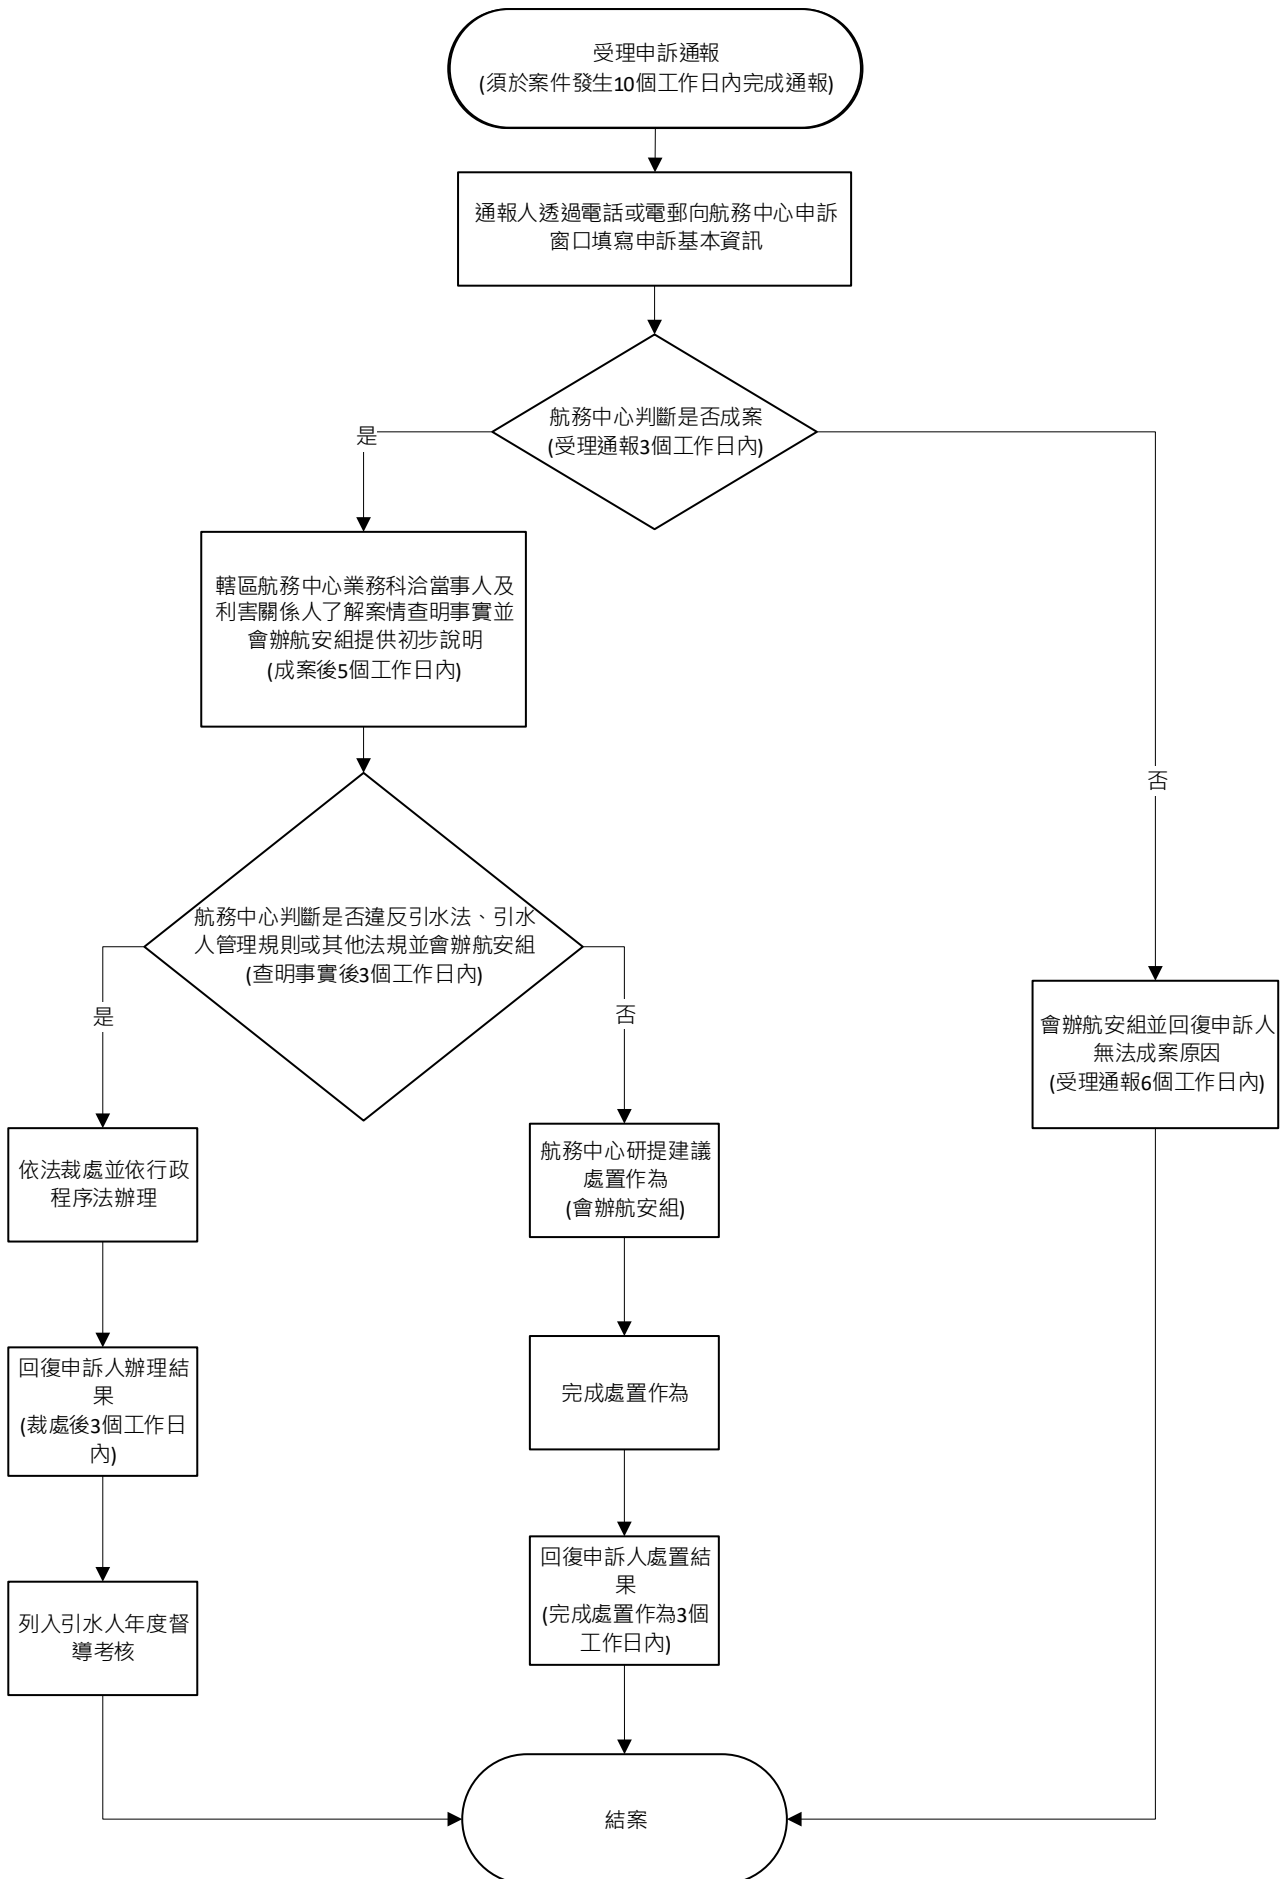 受理申訴通報
(須於案件發生10個工作日內完成通報)
通報人透過電話或電郵向航務中心申訴
窗口填寫申訴基本資訊
航務中心判斷是否成案
(受理通報3個工作日內)
是
否
轄區航務中心業務科洽當事人及
利害關係人了解案情查明事實並
會辦航安組提供初步說明
(成案後5個工作日內)
航務中心判斷是否違反引水法、引水
人管理規則或其他法規並會辦航安組
(查明事實後3個工作日內)
是
否
會辦航安組並回復申訴人
無法成案原因
(受理通報6個工作日內)
依法裁處並依行政
程序法辦理
航務中心研提建議
處置作為
(會辦航安組)
回復申訴人辦理結
果
(裁處後3個工作日
內)
完成處置作為
列入引水人年度督
導考核
回復申訴人處置結
果
(完成處置作為3個
工作日內)
結案